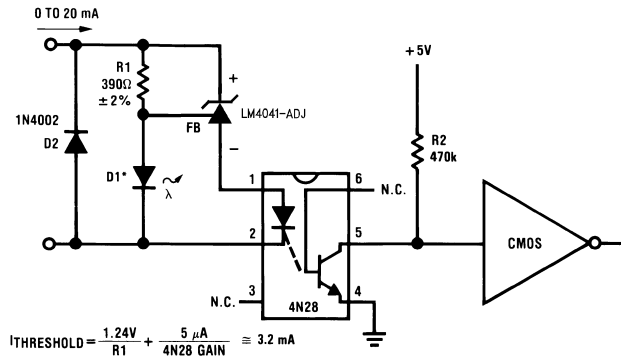 0 TO 20 mA
R1
390Ω
±2%
+
LM4041-ADJ
FB
−
1N4002
D2
D1*
λ
+5V
R2
470k
1
2
3
N.C.
6
N.C.
5
4
4N28
CMOS
ITHRESHOLD = 1.24V / R1 + 5 μA / 4N28 GAIN ≅ 3.2 mA